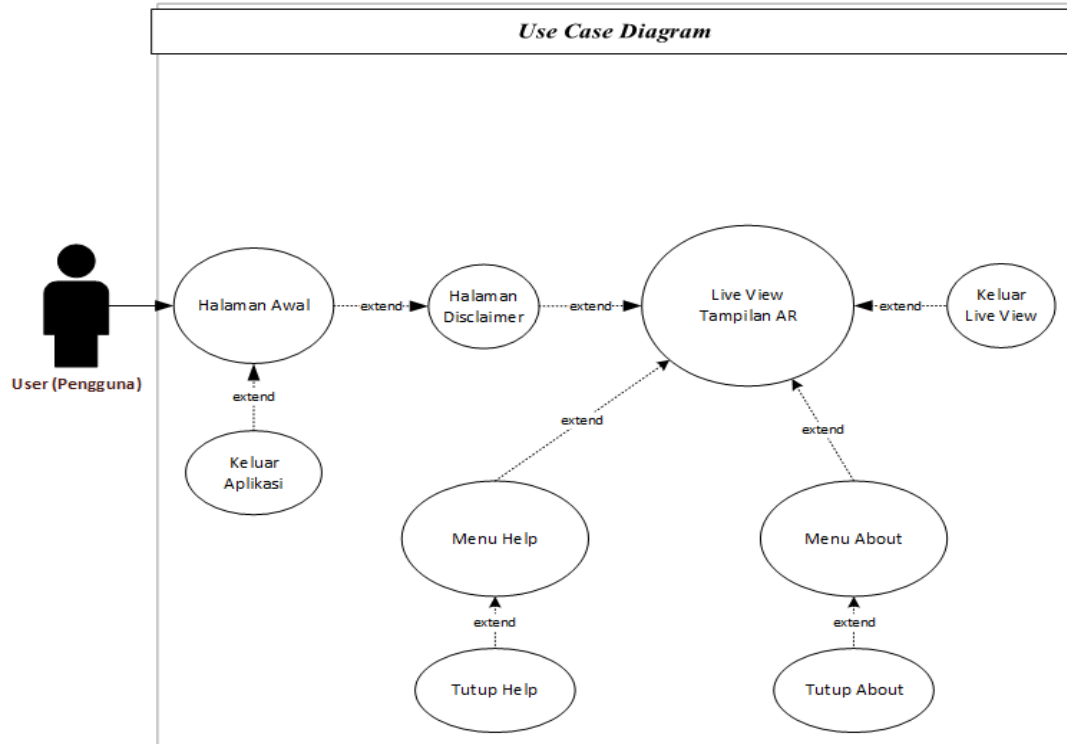 Use Case Diagram
Halaman Awal
extend
Halaman
Disclaimer
extend
Live View
Tampilan AR
extend
Keluar
Live View
User (Pengguna)
extend
Keluar
Aplikasi
extend
extend
Menu Help
Menu About
extend
extend
Tutup Help
Tutup About